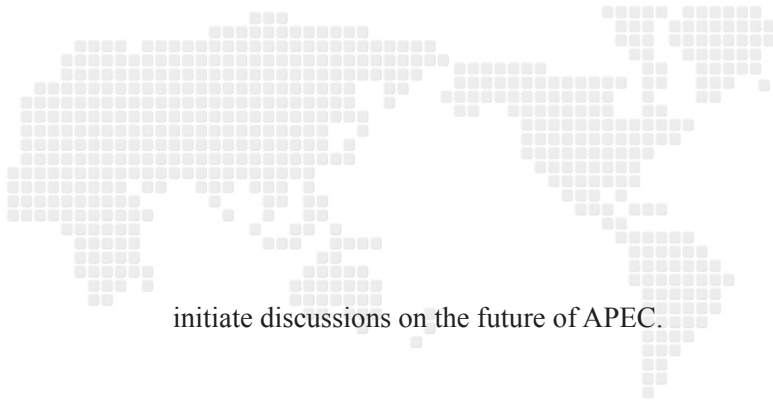 initiate discussions on the future of APEC.